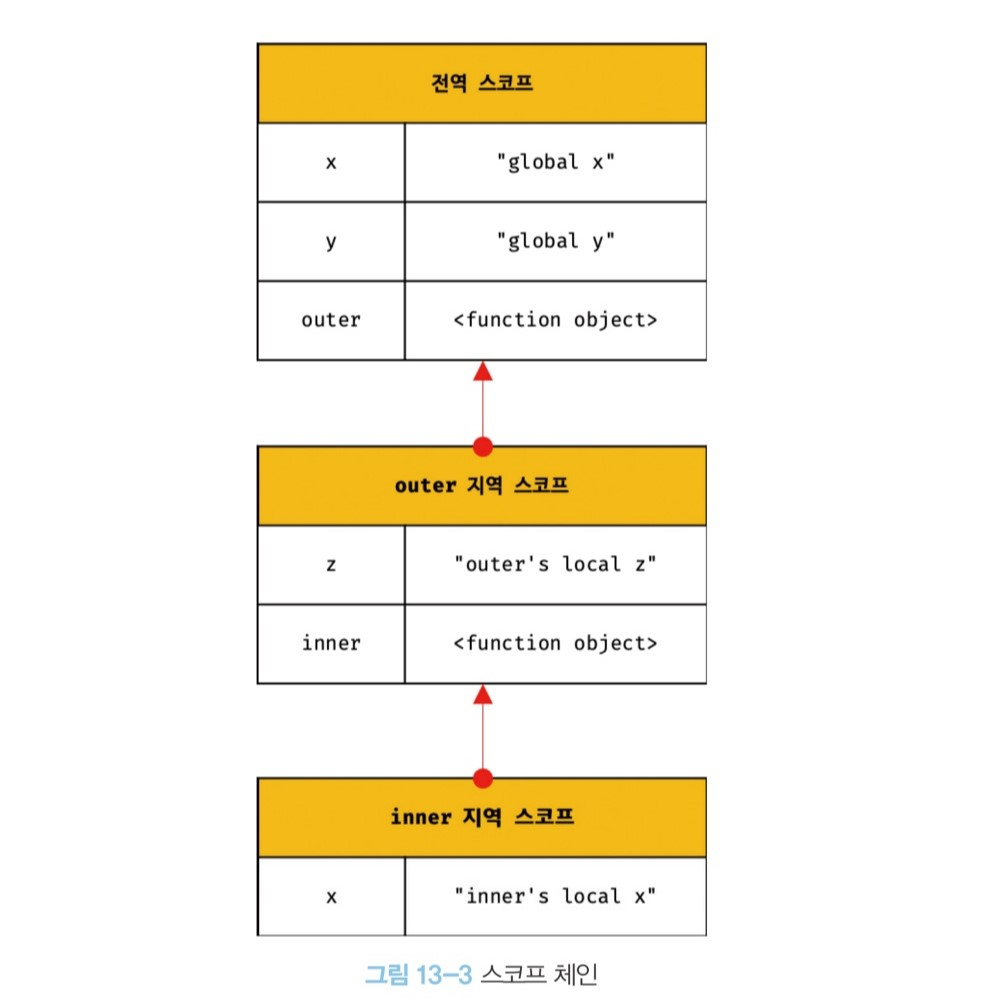 전역 스코프
x "global x"
y "global y"
outer <function object>
outer 지역 스코프
z "outer's local z"
inner <function object>
inner 지역 스코프
x "inner's local x"
그림 13-3 스코프 체인